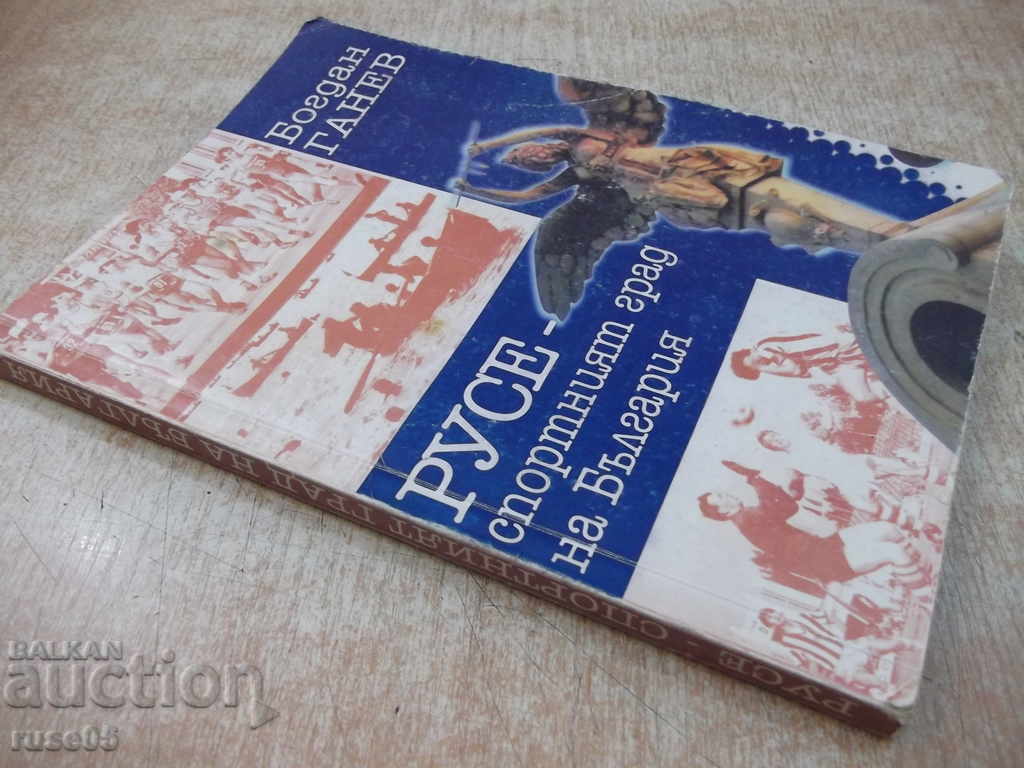 Богдан
ГАНЕВ
РУСЕ -
спортният град
на България
РУСЕ - СПОРТНИЯТ ГРАД НА БЪЛГАРИЯ
BALKAN
auction
ruse05